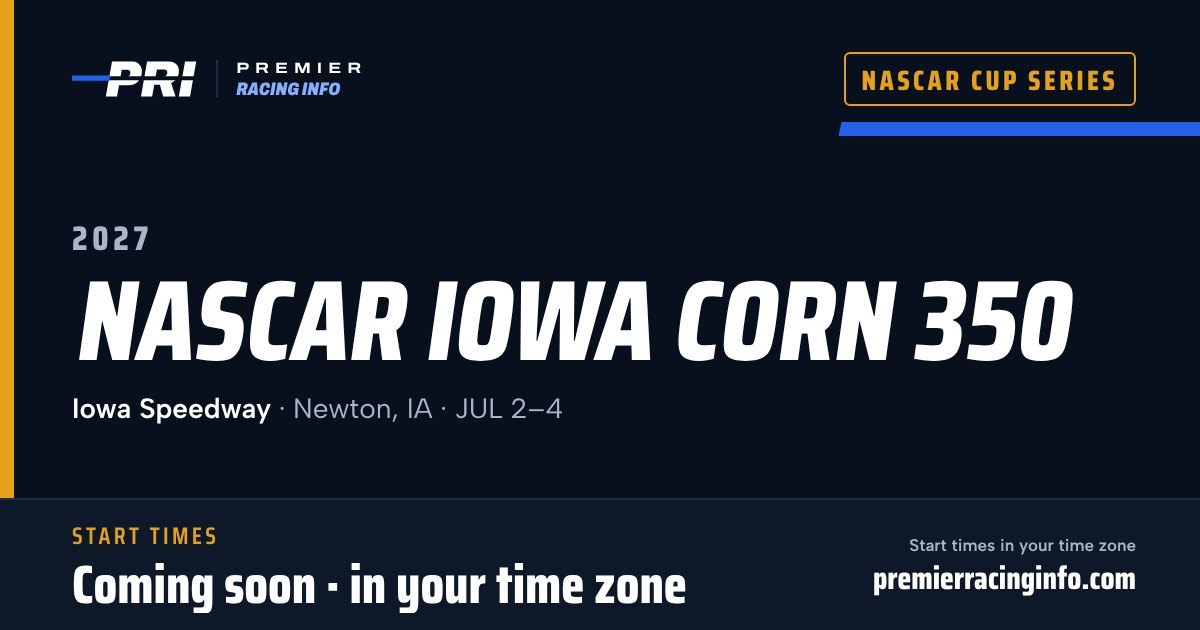 PRI
PREMIER
RACING INFO
NASCAR CUP SERIES
2027
NASCAR IOWA CORN 350
Iowa Speedway · Newton, IA · JUL 2–4
START TIMES
Coming soon · in your time zone
Start times in your time zone
premierracinginfo.com